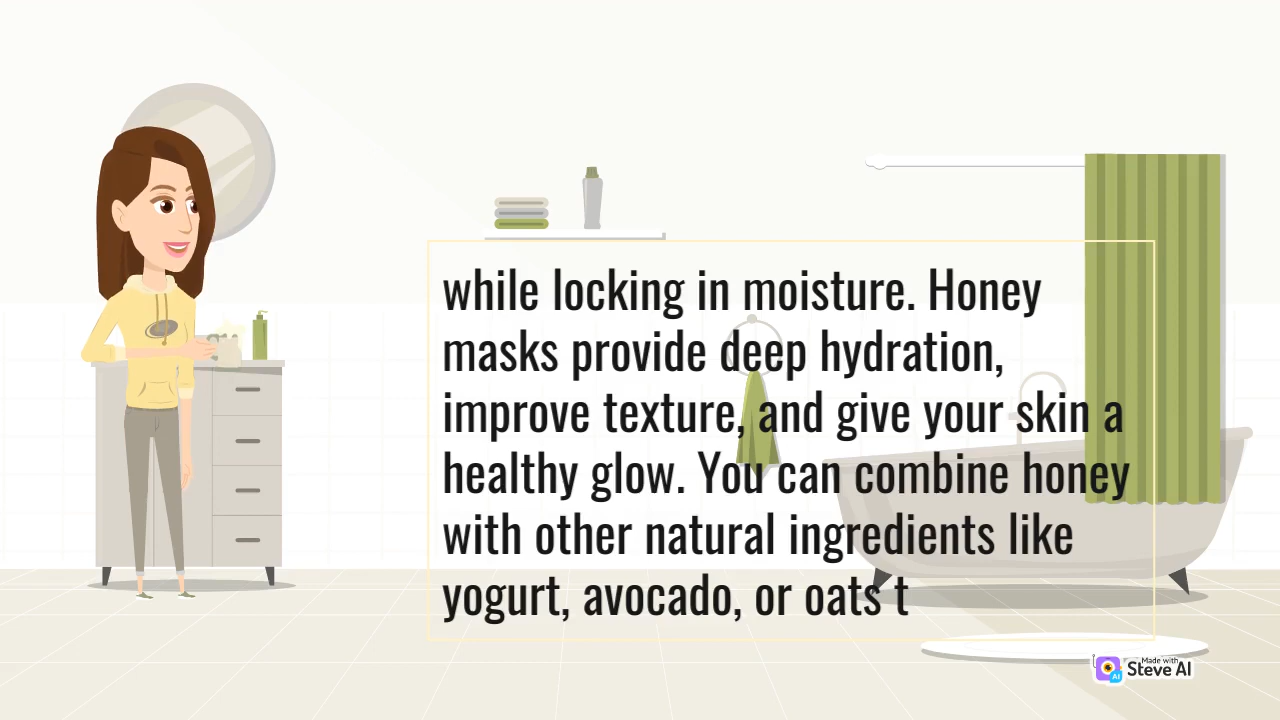 while locking in moisture. Honey
masks provide deep hydration,
improve texture, and give your skin a
healthy glow. You can combine honey
with other natural ingredients like
yogurt, avocado, or oats t
Made with
Steve AI
AI